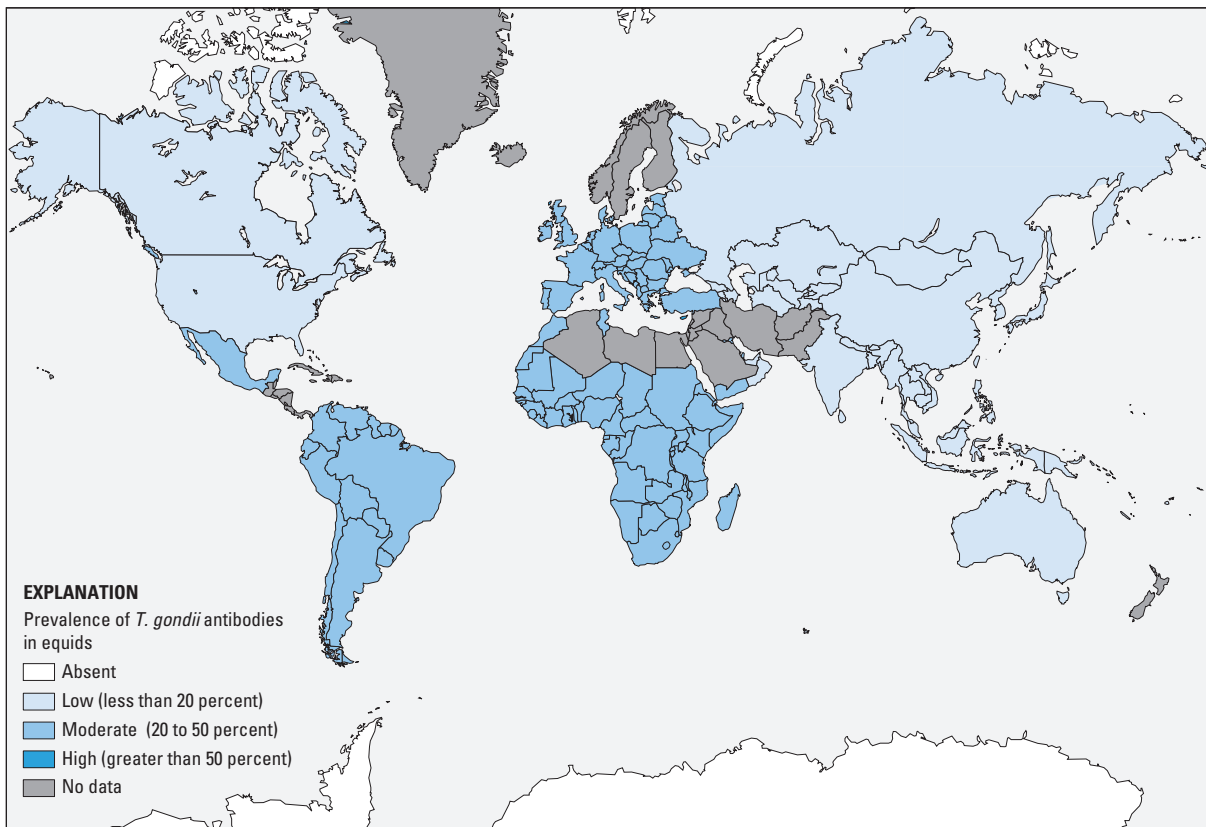 EXPLANATION
Prevalence of T. gondii antibodies
in equids
Absent
Low (less than 20 percent)
Moderate (20 to 50 percent)
High (greater than 50 percent)
No data